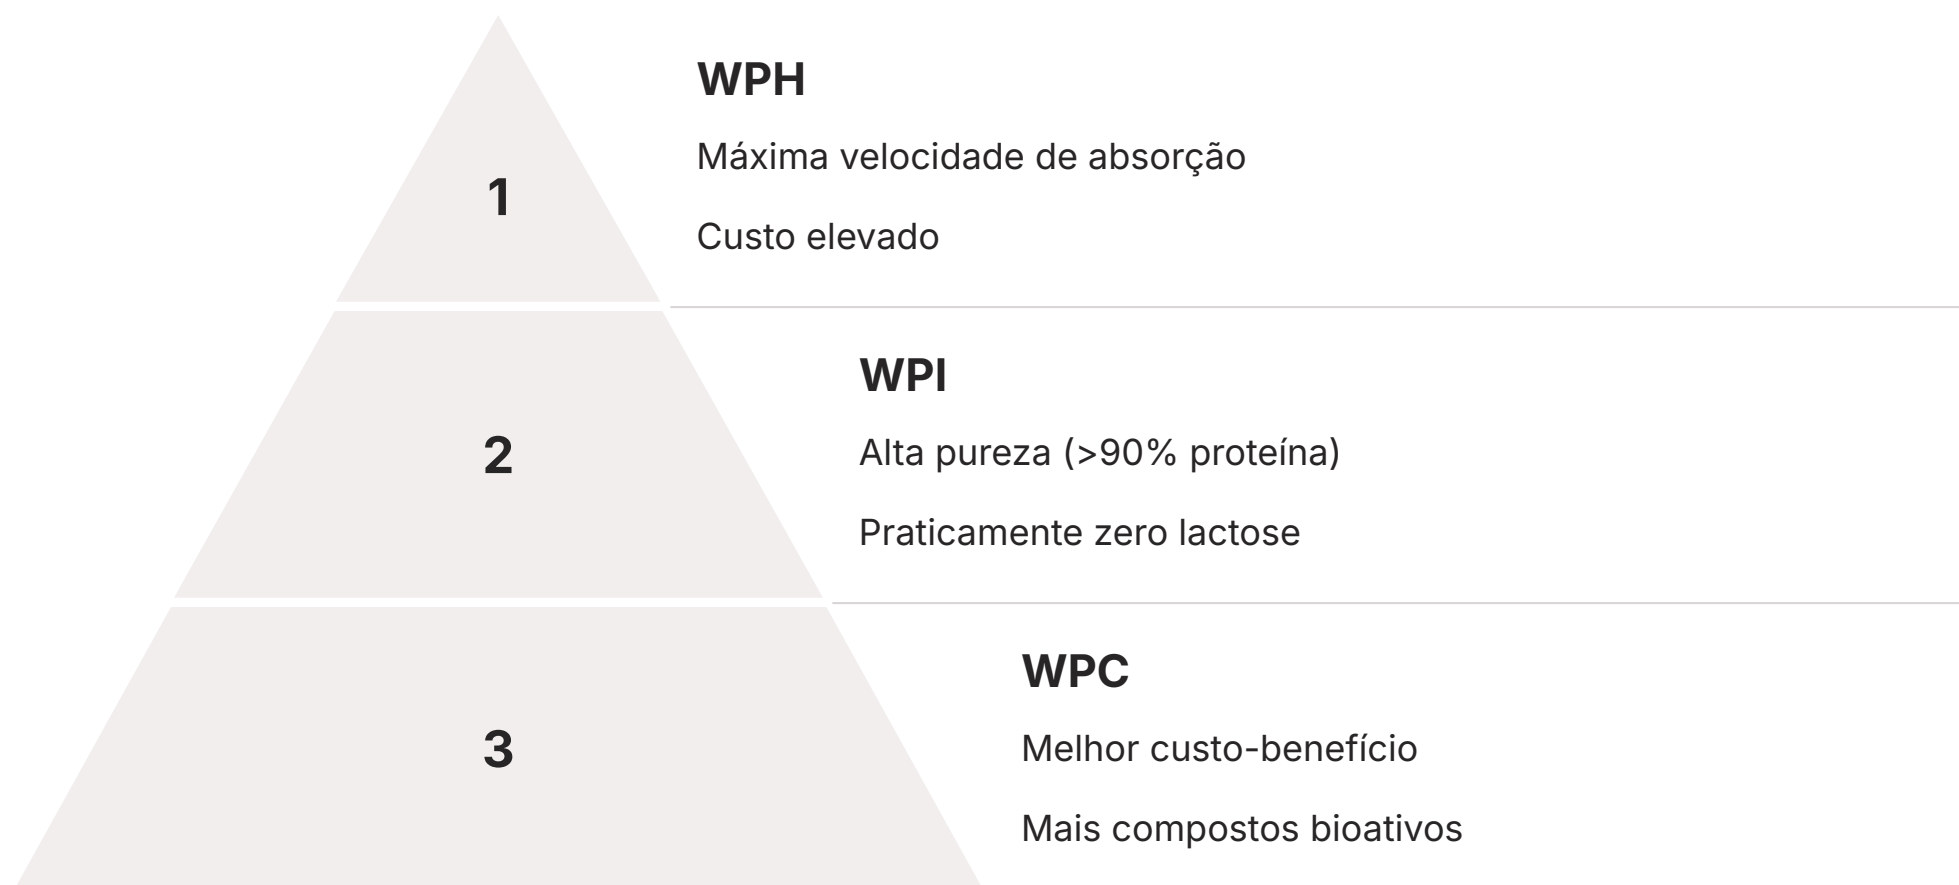 1
WPH
Máxima velocidade de absorção
Custo elevado
2
WPI
Alta pureza (>90% proteína)
Praticamente zero lactose
3
WPC
Melhor custo-benefício
Mais compostos bioativos